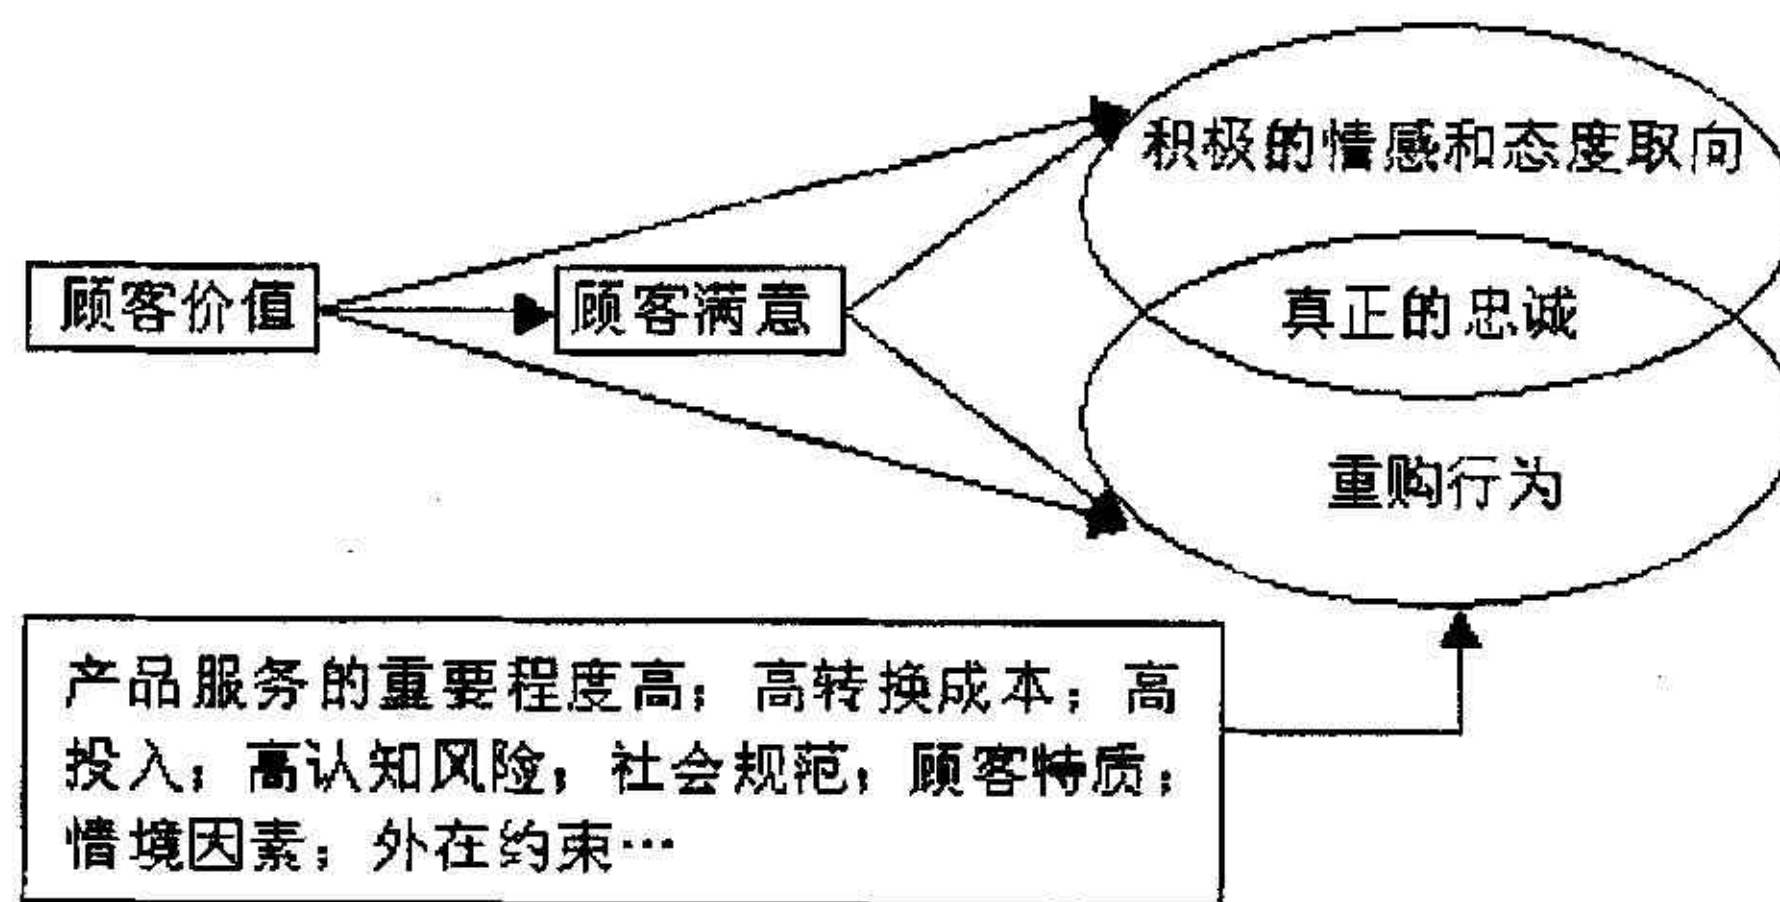 积极的情感和态度取向
顾客价值
顾客满意
真正的忠诚
重购行为
产品服务的重要程度高；高转换成本；高
投入；高认知风险；社会规范；顾客特质；
情境因素；外在约束…